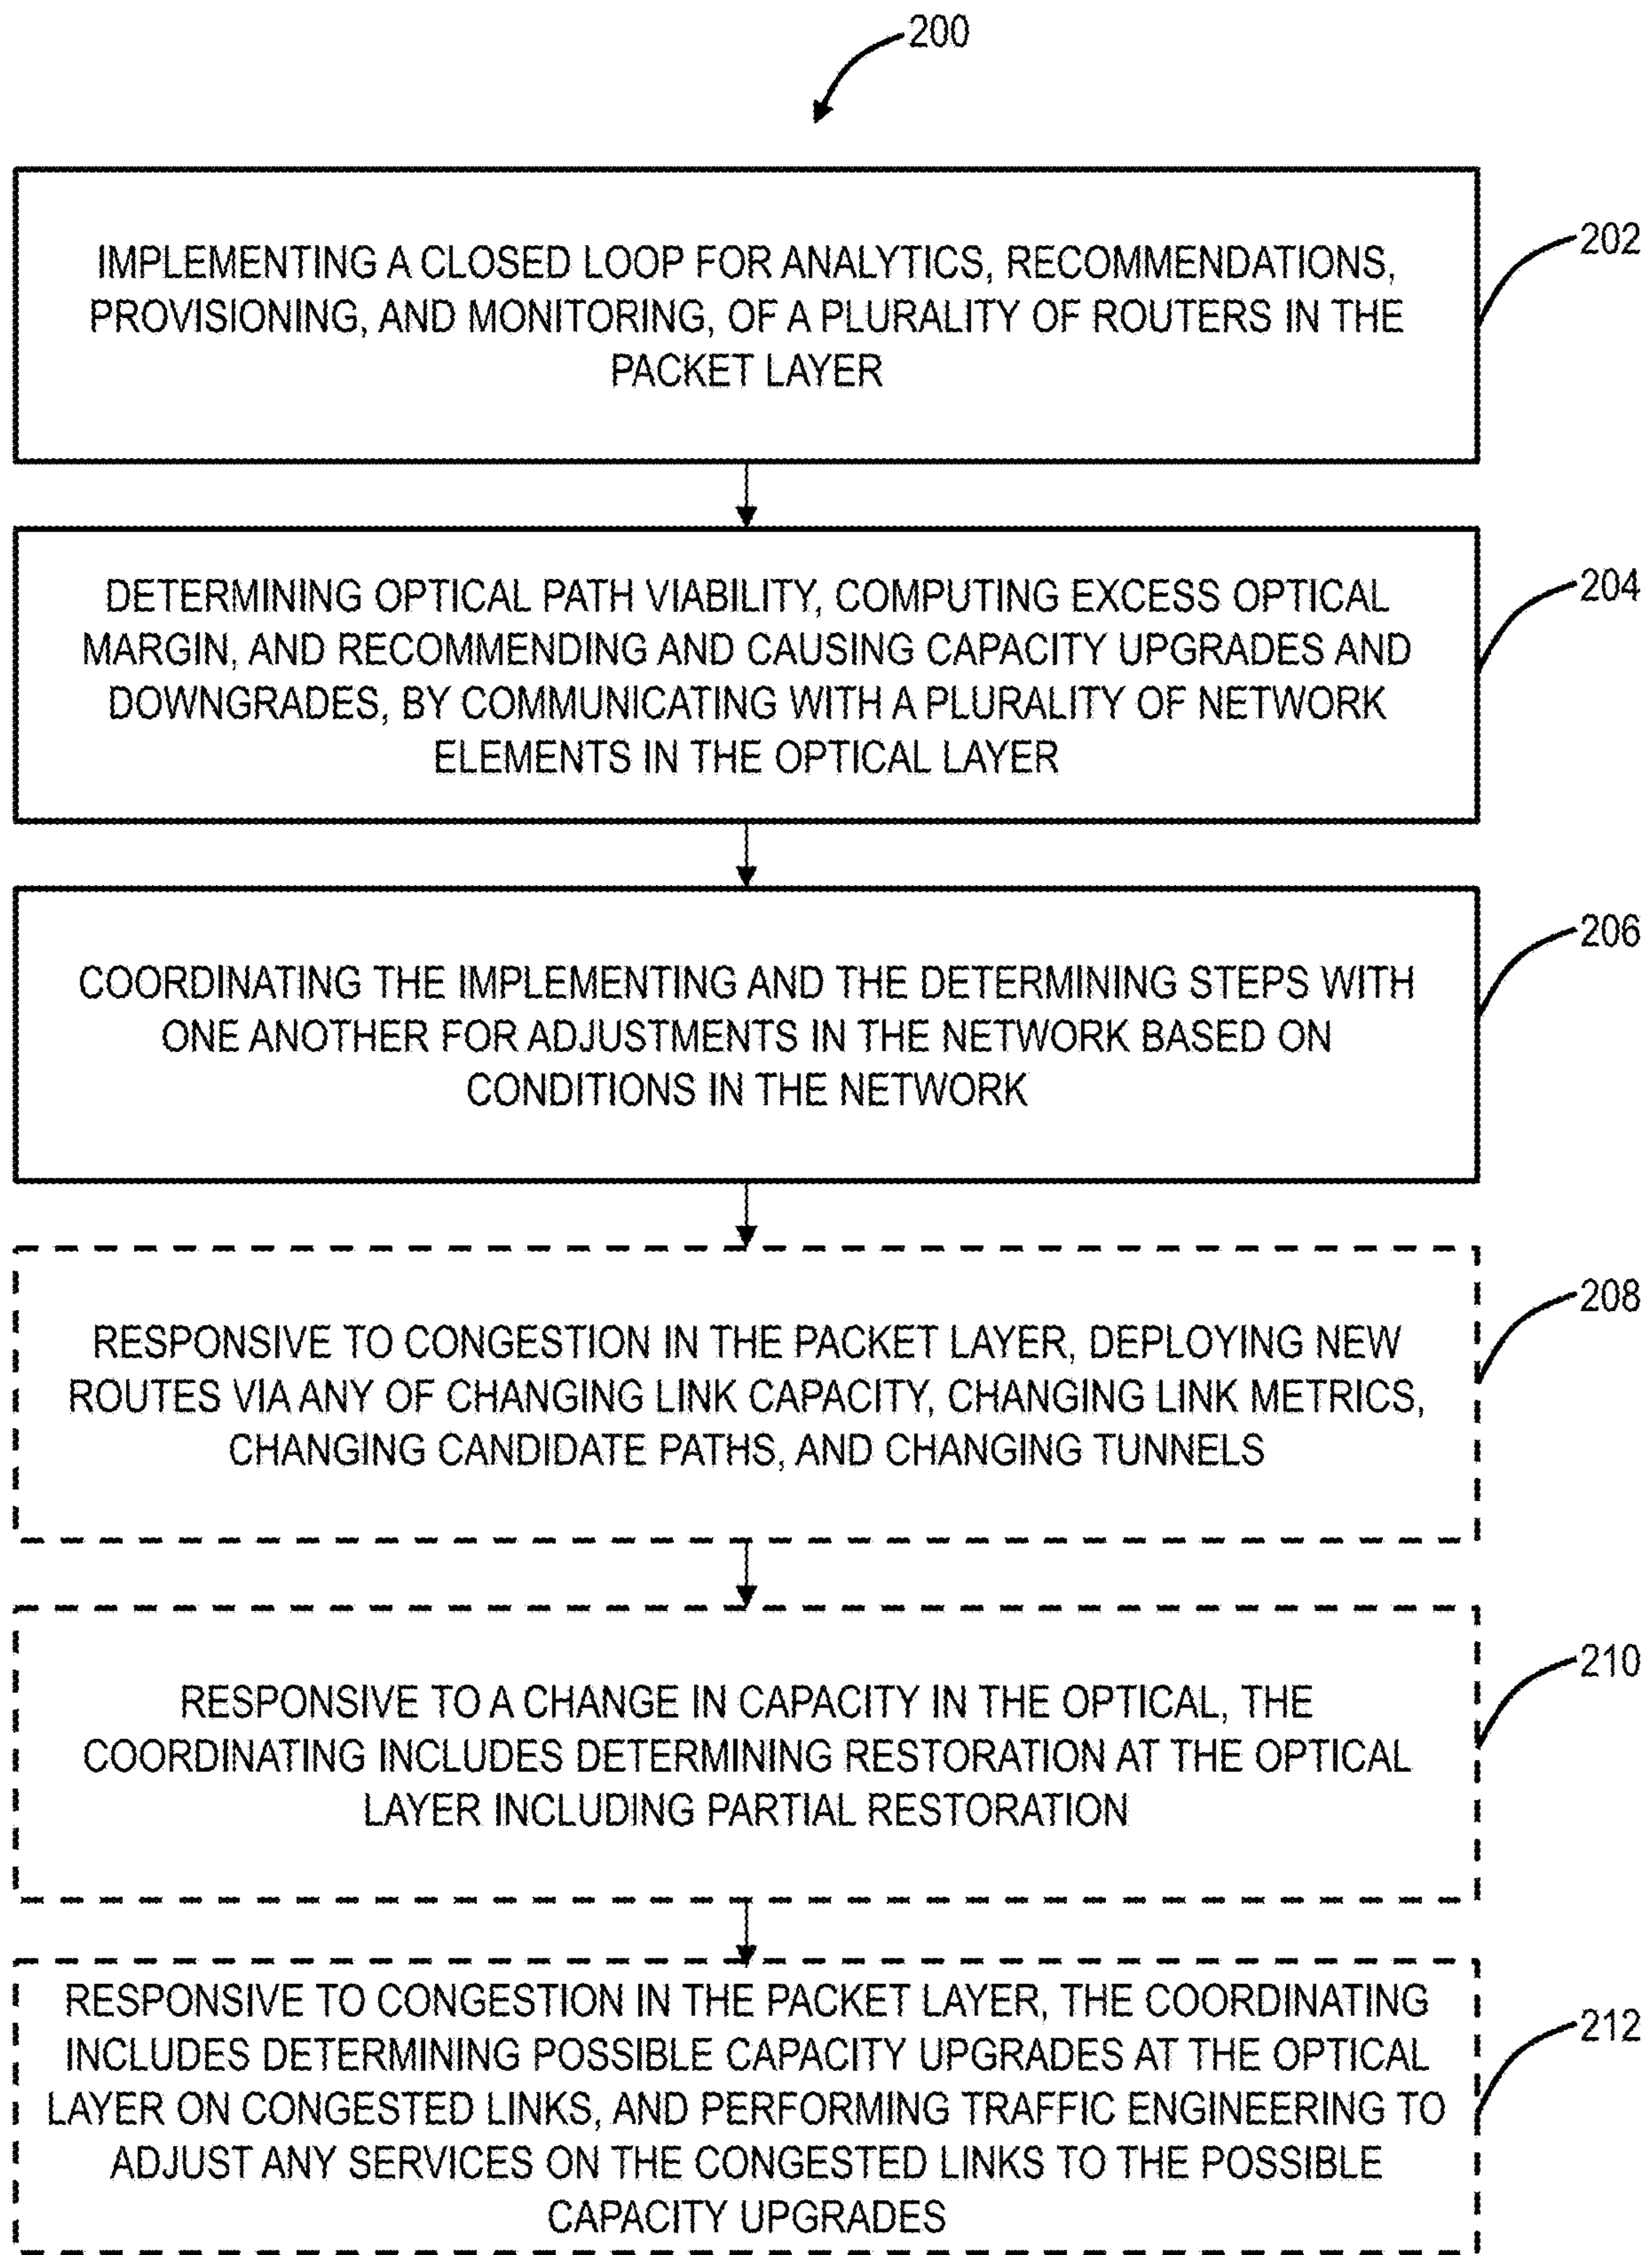 200
IMPLEMENTING A CLOSED LOOP FOR ANALYTICS, RECOMMENDATIONS,
PROVISIONING, AND MONITORING, OF A PLURALITY OF ROUTERS IN THE
PACKET LAYER
202
DETERMINING OPTICAL PATH VIABILITY, COMPUTING EXCESS OPTICAL
MARGIN, AND RECOMMENDING AND CAUSING CAPACITY UPGRADES AND
DOWNGRADES, BY COMMUNICATING WITH A PLURALITY OF NETWORK
ELEMENTS IN THE OPTICAL LAYER
204
COORDINATING THE IMPLEMENTING AND THE DETERMINING STEPS WITH
ONE ANOTHER FOR ADJUSTMENTS IN THE NETWORK BASED ON
CONDITIONS IN THE NETWORK
206
RESPONSIVE TO CONGESTION IN THE PACKET LAYER, DEPLOYING NEW
ROUTES VIA ANY OF CHANGING LINK CAPACITY, CHANGING LINK METRICS,
CHANGING CANDIDATE PATHS, AND CHANGING TUNNELS
208
RESPONSIVE TO A CHANGE IN CAPACITY IN THE OPTICAL, THE
COORDINATING INCLUDES DETERMINING RESTORATION AT THE OPTICAL
LAYER INCLUDING PARTIAL RESTORATION
210
RESPONSIVE TO CONGESTION IN THE PACKET LAYER, THE COORDINATING
INCLUDES DETERMINING POSSIBLE CAPACITY UPGRADES AT THE OPTICAL
LAYER ON CONGESTED LINKS, AND PERFORMING TRAFFIC ENGINEERING TO
ADJUST ANY SERVICES ON THE CONGESTED LINKS TO THE POSSIBLE
CAPACITY UPGRADES
212